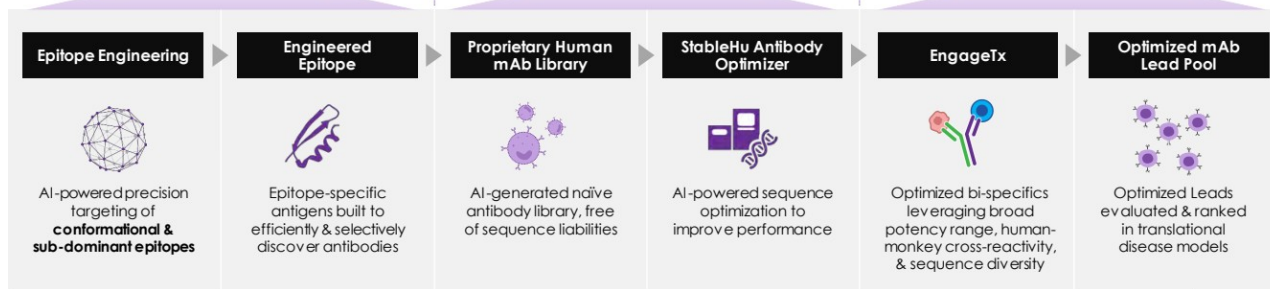 Epitope Engineering
AI-powered precision
targeting of
conformational &
sub-dominant epitopes
Engineered
Epitope
Epitope-specific
antigens built to
efficiently & selectively
discover antibodies
Proprietary Human
mAb Library
AI-generated naïve
antibody library, free
of sequence liabilities
StableHu Antibody
Optimizer
AI-powered sequence
optimization to
improve performance
EngageTx
Optimized bi-specifics
leveraging broad
potency range, human-
monkey cross-reactivity,
& sequence diversity
Optimized mAb
Lead Pool
Optimized Leads
evaluated & ranked
in translational
disease models